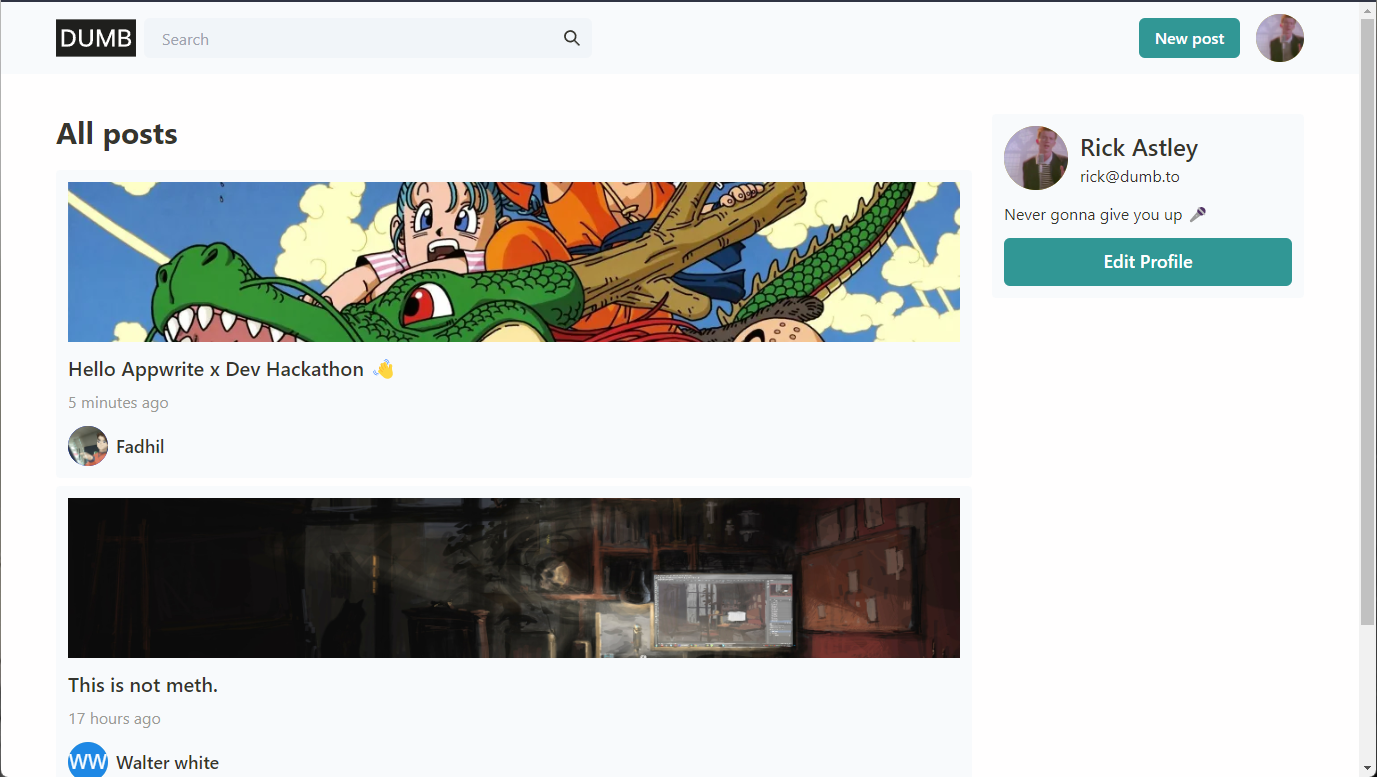 DUMB
Search
New post
All posts
Rick Astley
rick@dumb.to
Never gonna give you up 🎤
Edit Profile
Hello Appwrite x Dev Hackathon 👋
5 minutes ago
Fadhil
This is not meth.
17 hours ago
WW
Walter white